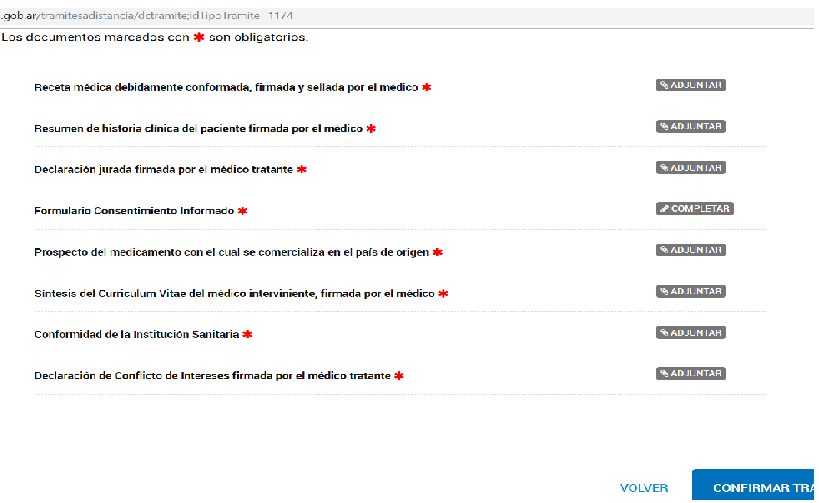 .gob.ar/tramitesadistancia/dctramite;idTipoTramite=1174
Los documentos marcados con * son obligatorios.
Receta médica debidamente conformada, firmada y sellada por el médico * ADJUNTAR
Resumen de historia clínica del paciente firmada por el médico * ADJUNTAR
Declaración jurada firmada por el médico tratante * ADJUNTAR
Formulario Consentimiento Informado * COMPLETAR
Prospecto del medicamento con el cual se comercializa en el país de origen * ADJUNTAR
Síntesis del Curriculum Vitae del médico interviniente, firmada por el médico * ADJUNTAR
Conformidad de la Institución Sanitaria * ADJUNTAR
Declaración de Conflicto de Intereses firmada por el médico tratante * ADJUNTAR
VOLVER CONFIRMAR TRA